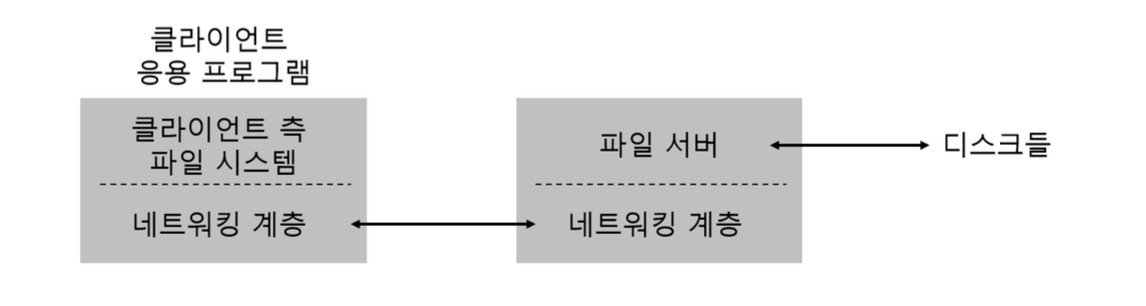 클라이언트
응용 프로그램
클라이언트 측
파일 시스템
네트워킹 계층
파일 서버
네트워킹 계층
디스크들